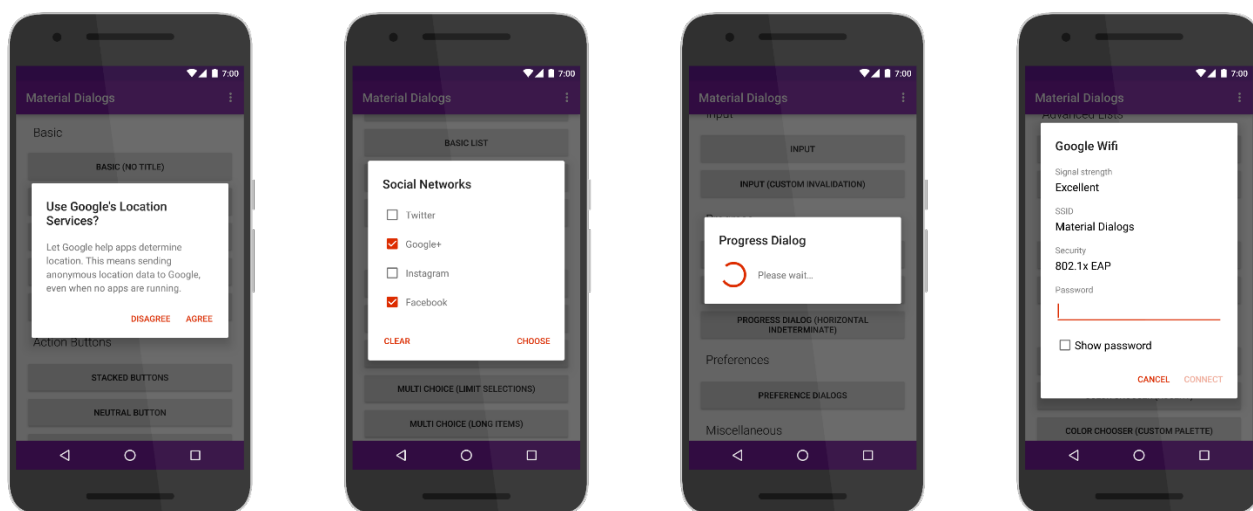 7:00
Material Dialogs
Basic
BASIC (NO TITLE)
Use Google's Location
Services?
Let Google help apps determine
location. This means sending
anonymous location data to Google,
even when no apps are running.
DISAGREE AGREE
Action Buttons
STACKED BUTTONS
NEUTRAL BUTTON
7:00
Material Dialogs
BASIC LIST
Social Networks
Twitter
Google+
Instagram
Facebook
CLEAR CHOOSE
MULTI CHOICE (LIMIT SELECTIONS)
MULTI CHOICE (LONG ITEMS)
7:00
Material Dialogs
Input
INPUT
INPUT (CUSTOM INVALIDATION)
Progress Dialog
Please wait...
PROGRESS DIALOG (HORIZONTAL
INDETERMINATE)
Preferences
PREFERENCE DIALOGS
Miscellaneous
7:00
Material Dialogs
Advanced Lists
Google Wifi
Signal strength
Excellent
SSID
Material Dialogs
Security
802.1x EAP
Password
Show password
CANCEL CONNECT
COLOR CHOOSER (CUSTOM PALETTE)